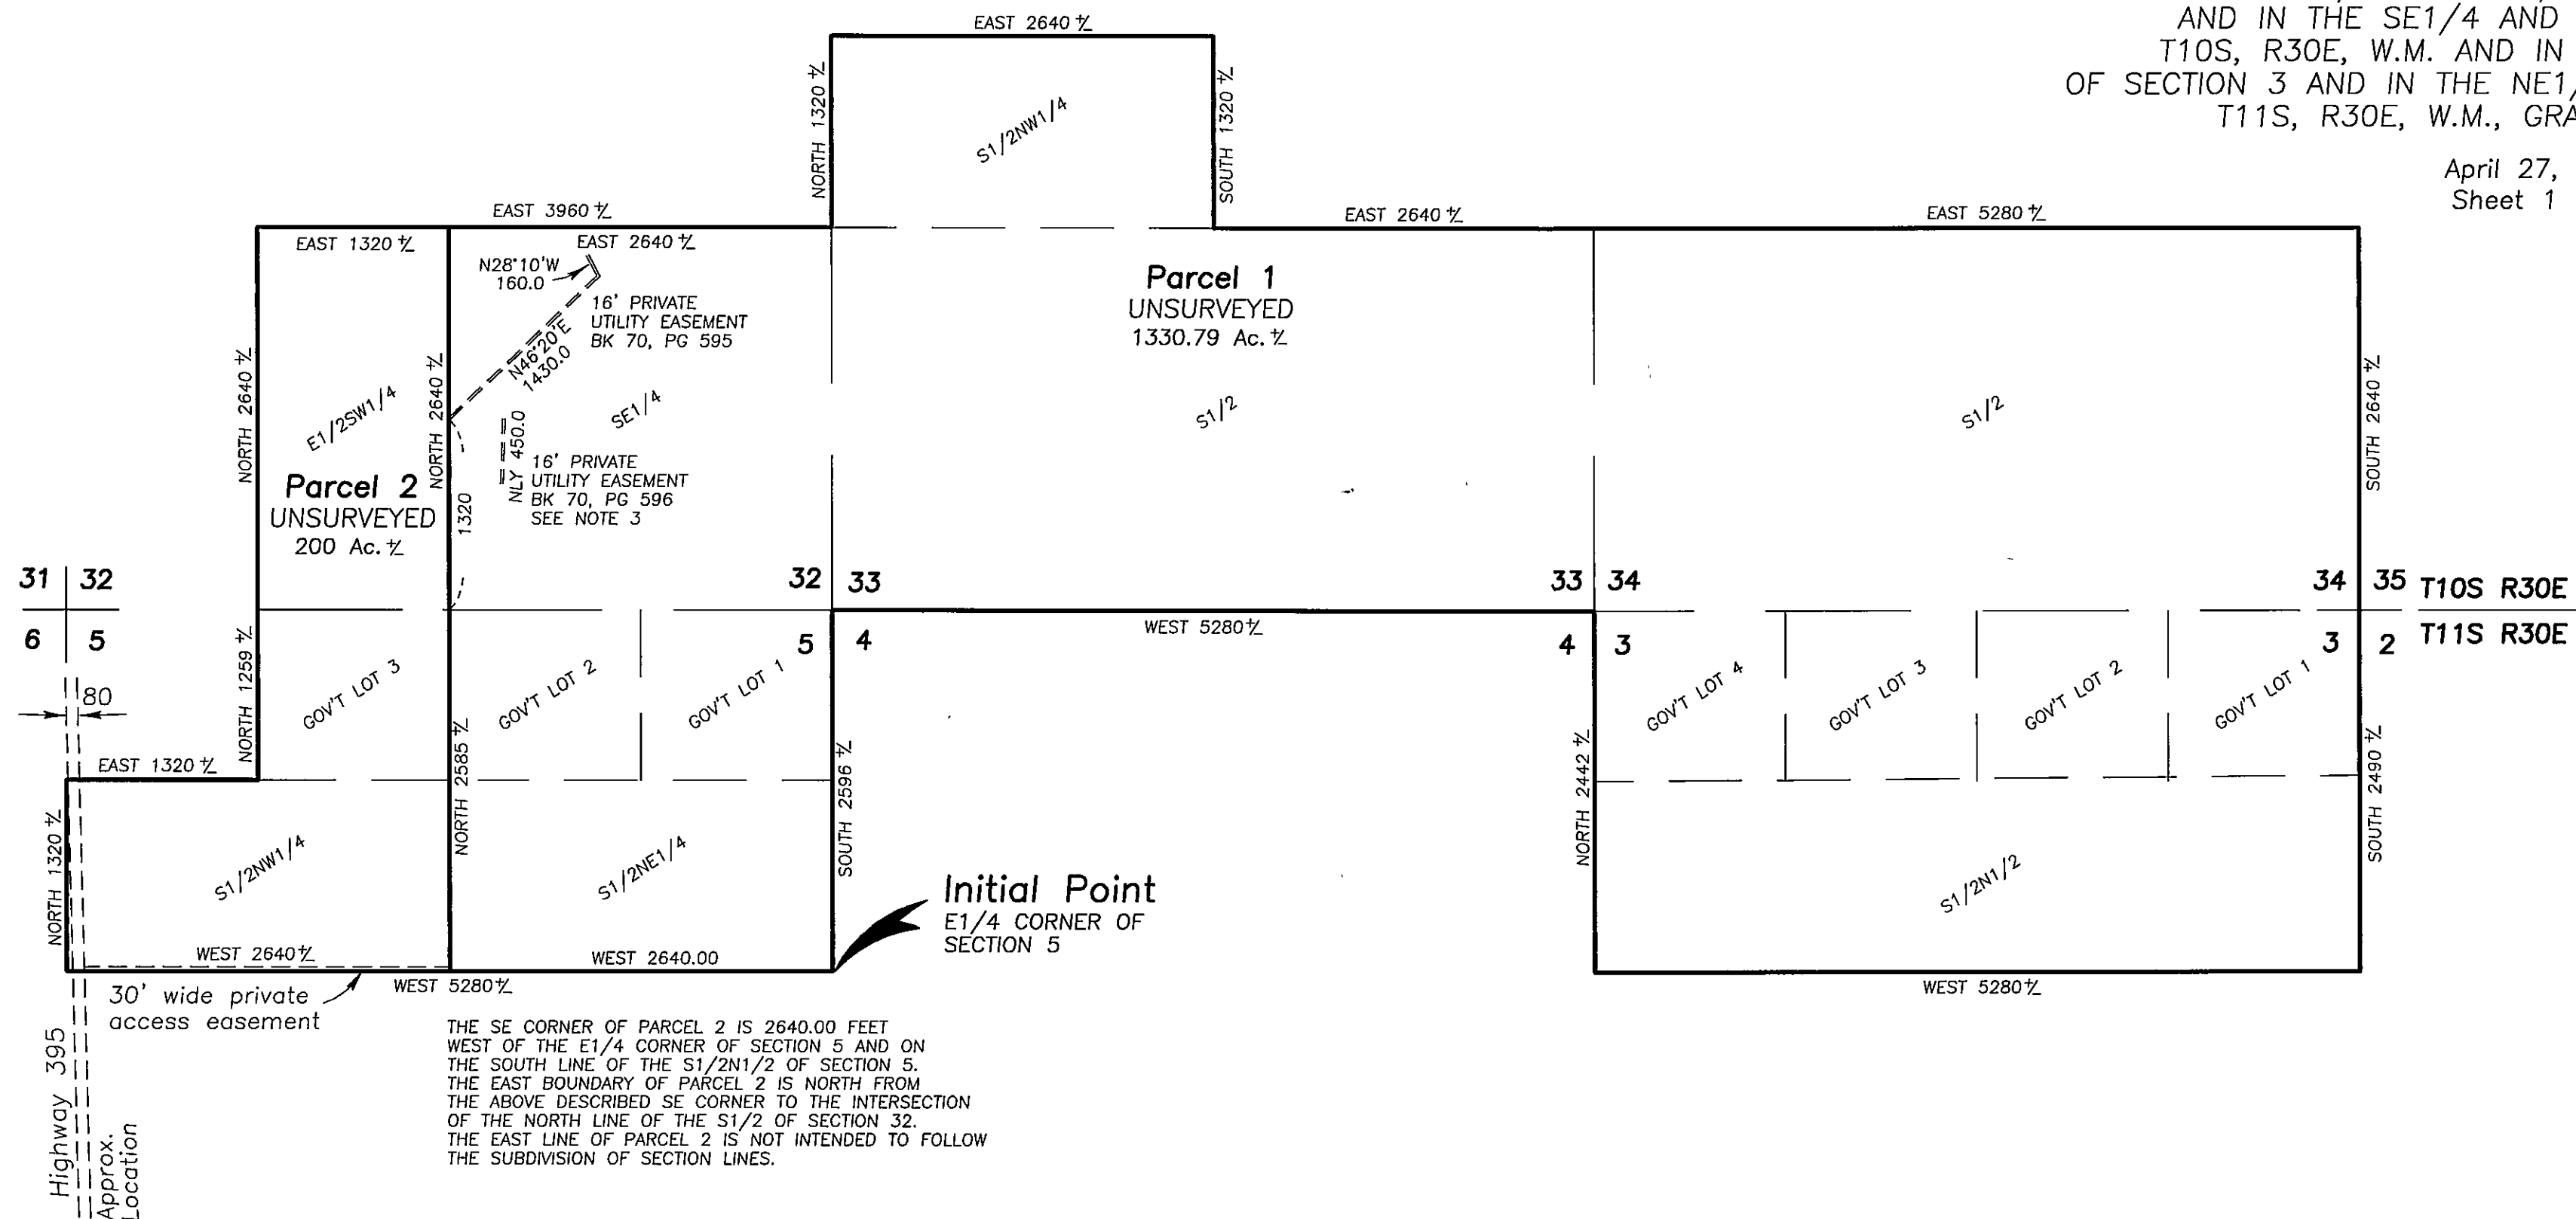 AND IN THE SE1/4 AND
T10S, R30E, W.M. AND IN
OF SECTION 3 AND IN THE NE1/
T11S, R30E, W.M., GRA
April 27,
Sheet 1
EAST 2640 +/-
NORTH 1320 +/-
S1/2NW1/4
SOUTH 1320 +/-
EAST 3960 +/-
EAST 2640 +/-
EAST 5280 +/-
EAST 1320 +/-
EAST 2640 +/-
N28°10'W
160.0
16' PRIVATE
UTILITY EASEMENT
BK 70, PG 595
N46°20'E
1430.0
Parcel 1
UNSURVEYED
1330.79 Ac. +/-
NORTH 2640 +/-
E1/2SW1/4
NORTH 2640 +/-
SE1/4
S1/2
S1/2
SOUTH 2640 +/-
NLY 450.0
16' PRIVATE
UTILITY EASEMENT
BK 70, PG 596
SEE NOTE 3
1320
Parcel 2
UNSURVEYED
200 Ac. +/-
31 32
32 33
33 34
34 35 T10S R30E
6 5
5 4
4 3
3 2 T11S R30E
WEST 5280 +/-
80
NORTH 1259 +/-
GOV'T LOT 3
GOV'T LOT 2
GOV'T LOT 1
GOV'T LOT 4
GOV'T LOT 3
GOV'T LOT 2
GOV'T LOT 1
EAST 1320 +/-
NORTH 2585 +/-
SOUTH 2596 +/-
NORTH 2442 +/-
SOUTH 2490 +/-
NORTH 1320 +/-
S1/2NW1/4
S1/2NE1/4
S1/2N1/2
Initial Point
E1/4 CORNER OF
SECTION 5
WEST 2640 +/-
WEST 2640.00
WEST 5280 +/-
WEST 5280 +/-
30' wide private
access easement
THE SE CORNER OF PARCEL 2 IS 2640.00 FEET
WEST OF THE E1/4 CORNER OF SECTION 5 AND ON
THE SOUTH LINE OF THE S1/2N1/2 OF SECTION 5.
THE EAST BOUNDARY OF PARCEL 2 IS NORTH FROM
THE ABOVE DESCRIBED SE CORNER TO THE INTERSECTION
OF THE NORTH LINE OF THE S1/2 OF SECTION 32.
THE EAST LINE OF PARCEL 2 IS NOT INTENDED TO FOLLOW
THE SUBDIVISION OF SECTION LINES.
Highway 395
Approx.
Location